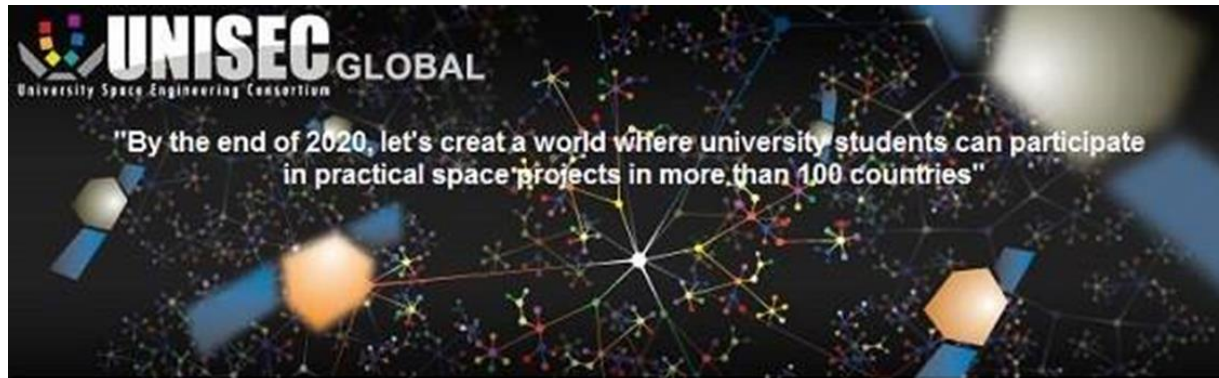 UNISEC GLOBAL
University Space Engineering Consortium
"By the end of 2020, let's creat a world where university students can participate
in practical space projects in more than 100 countries"